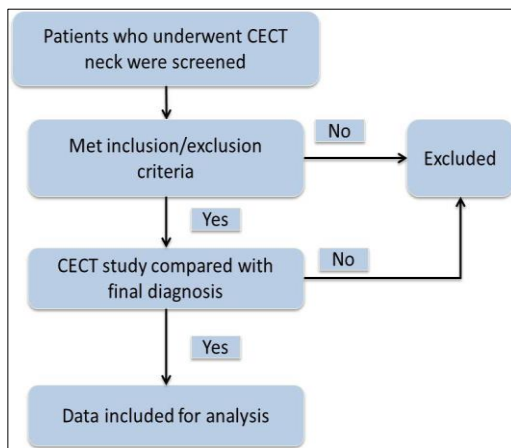 Patients who underwent CECT
neck were screened
No
Met inclusion/exclusion
criteria
Excluded
Yes
CECT study compared with
final diagnosis
No
Yes
Data included for analysis